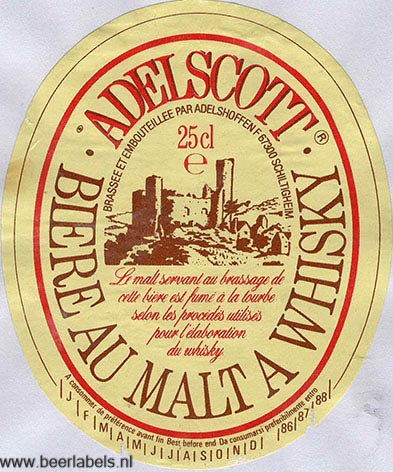 ADELSCOTT ®
BRASSEE ET EMBOUTEILLEE PAR ADELSHOFFEN F 67300 SCHILTIGHEIM
25 cl
e
Le malt servant au brassage de
cette bière est fumé à la tourbe
selon les procédés utilisés
pour l'élaboration
du whisky.
· BIERE AU MALT A WHISKY ·
A consommer de préférence avant fin Best before end Da consumarsi preferibilmente entro
|J|F|M|A|M|J|J|A|S|O|N|D| /86/87/88/
www.beerlabels.nl